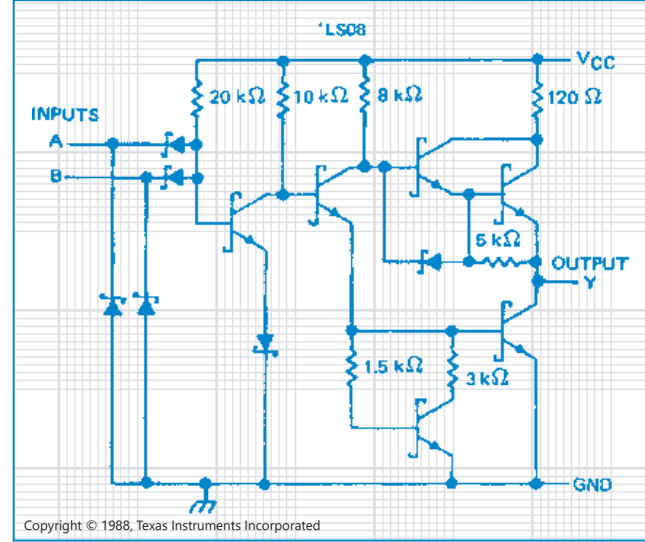 'LS08
VCC
20 kΩ 10 kΩ 8 kΩ 120 Ω
INPUTS
A
B
5 kΩ
OUTPUT
Y
1.5 kΩ 3 kΩ
GND
Copyright © 1988, Texas Instruments Incorporated